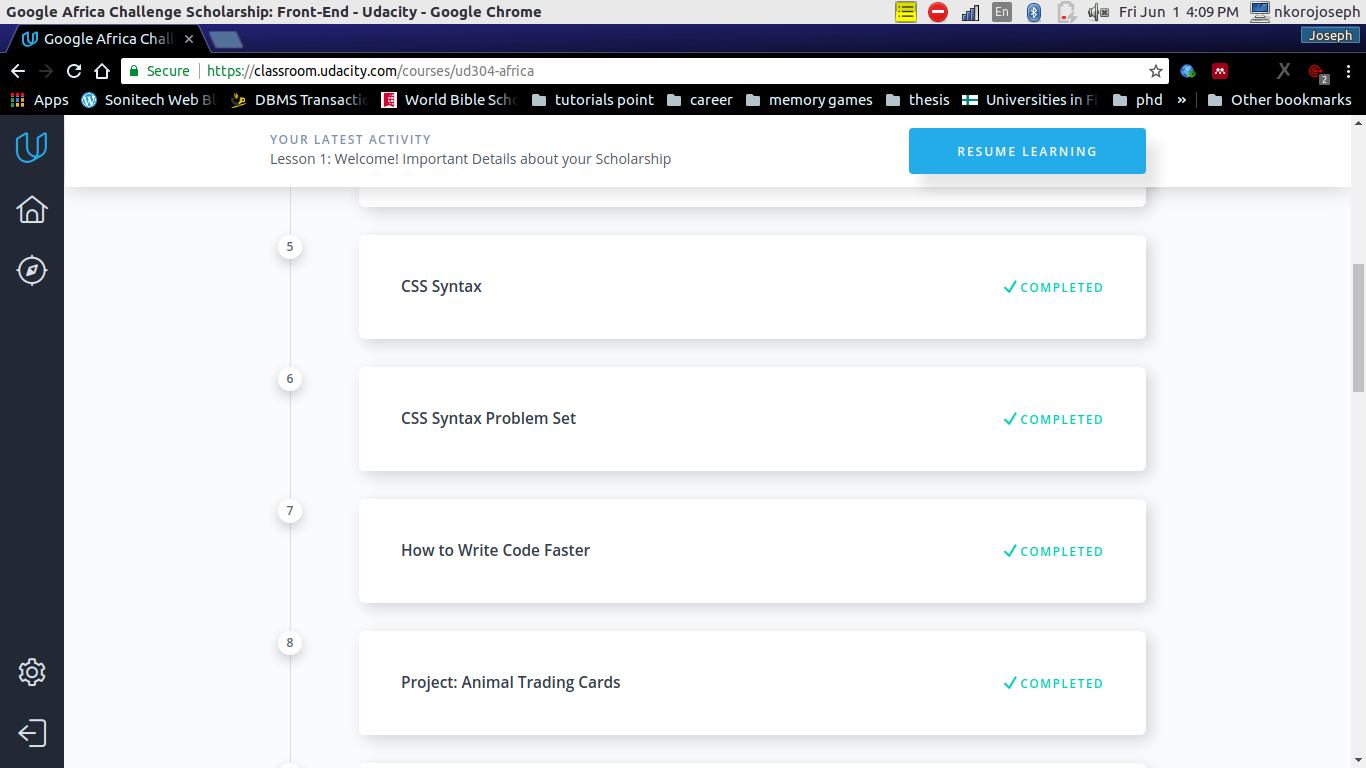 Google Africa Challenge Scholarship: Front-End - Udacity - Google Chrome
En
Fri Jun 1 4:09 PM
nkorojoseph
Google Africa Chall
Joseph
Secure
https://classroom.udacity.com/courses/ud304-africa
X
2
Apps
Sonitech Web Bl
DBMS Transactio
World Bible Scho
tutorials point
career
memory games
thesis
Universities in Fi
phd
»
Other bookmarks
YOUR LATEST ACTIVITY
Lesson 1: Welcome! Important Details about your Scholarship
RESUME LEARNING
5
CSS Syntax
COMPLETED
6
CSS Syntax Problem Set
COMPLETED
7
How to Write Code Faster
COMPLETED
8
Project: Animal Trading Cards
COMPLETED